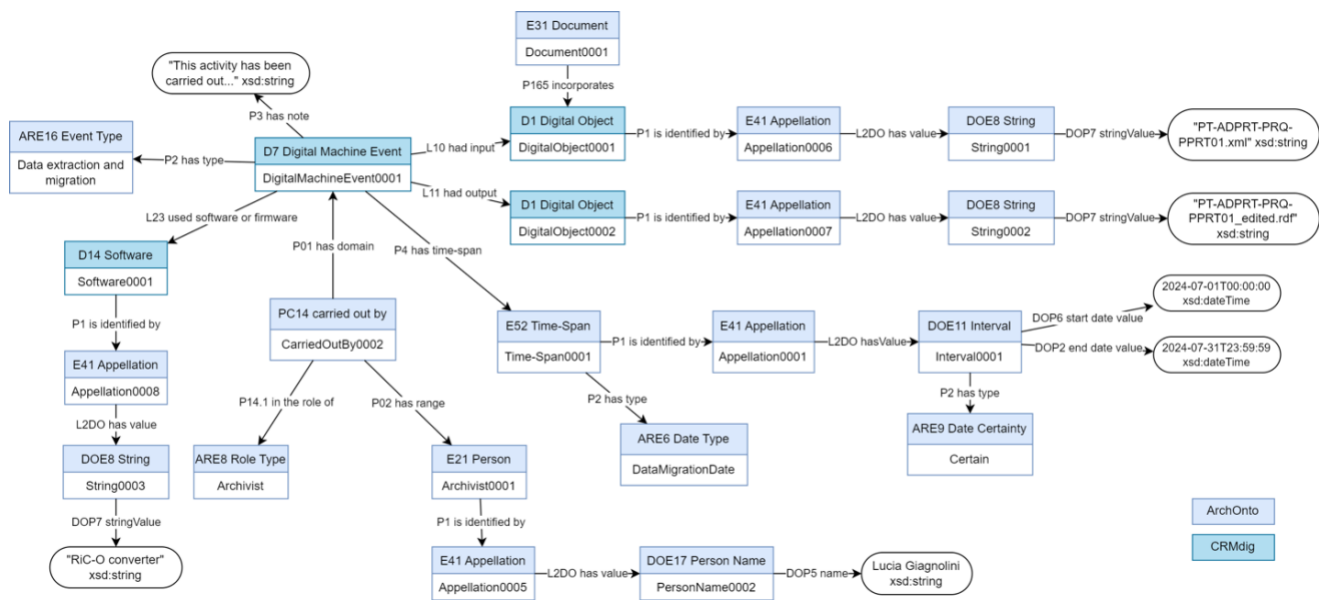 E31 Document
Document0001
"This activity has been
carried out..." xsd:string
P165 incorporates
P3 has note
ARE16 Event Type
Data extraction and
migration
P2 has type
D7 Digital Machine Event
DigitalMachineEvent0001
L10 had input
D1 Digital Object
DigitalObject0001
P1 is identified by
E41 Appellation
Appellation0006
L2DO has value
DOE8 String
String0001
DOP7 stringValue
"PT-ADPRT-PRQ-
PPRT01.xml" xsd:string
L11 had output
D1 Digital Object
DigitalObject0002
P1 is identified by
E41 Appellation
Appellation0007
L2DO has value
DOE8 String
String0002
DOP7 stringValue
"PT-ADPRT-PRQ-
PPRT01_edited.rdf"
xsd:string
L23 used software or firmware
P01 has domain
P4 has time-span
D14 Software
Software0001
P1 is identified by
E41 Appellation
Appellation0008
L2DO has value
DOE8 String
String0003
DOP7 stringValue
"RiC-O converter"
xsd:string
PC14 carried out by
CarriedOutBy0002
P14.1 in the role of
P02 has range
ARE8 Role Type
Archivist
E21 Person
Archivist0001
P1 is identified by
E41 Appellation
Appellation0005
L2DO has value
DOE17 Person Name
PersonName0002
DOP5 name
Lucia Giagnolini
xsd:string
E52 Time-Span
Time-Span0001
P1 is identified by
E41 Appellation
Appellation0001
L2DO hasValue
DOE11 Interval
Interval0001
DOP6 start date value
2024-07-01T00:00:00
xsd:dateTime
DOP2 end date value
2024-07-31T23:59:59
xsd:dateTime
P2 has type
ARE6 Date Type
DataMigrationDate
P2 has type
ARE9 Date Certainty
Certain
ArchOnto
CRMdig